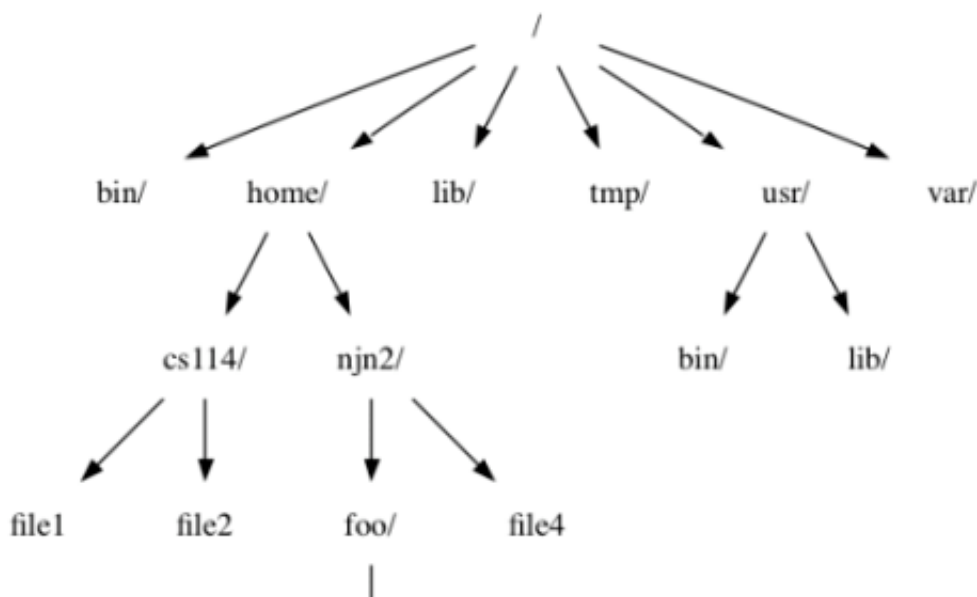 /
bin/ home/ lib/ tmp/ usr/ var/
cs114/ njn2/ bin/ lib/
file1 file2 foo/ file4